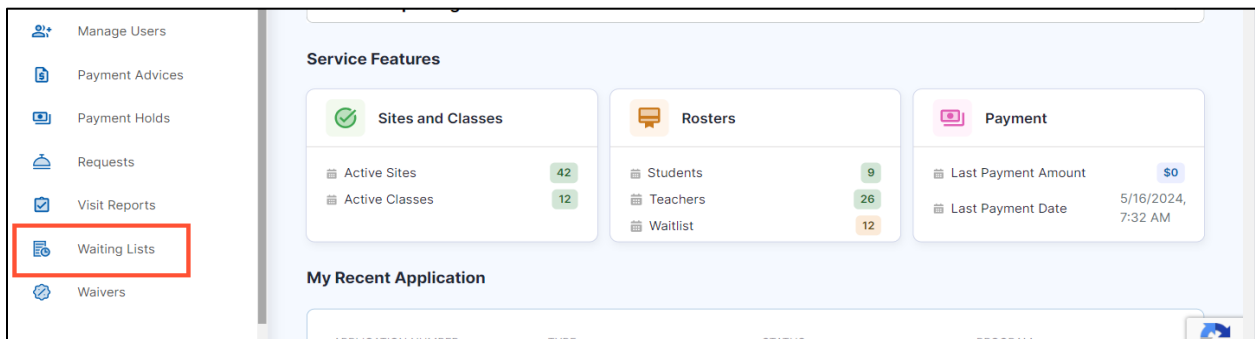 Manage Users
Payment Advices
Payment Holds
Requests
Visit Reports
Waiting Lists
Waivers
Service Features
Sites and Classes
Active Sites 42
Active Classes 12
Rosters
Students 9
Teachers 26
Waitlist 12
Payment
Last Payment Amount $0
Last Payment Date 5/16/2024,
7:32 AM
My Recent Application